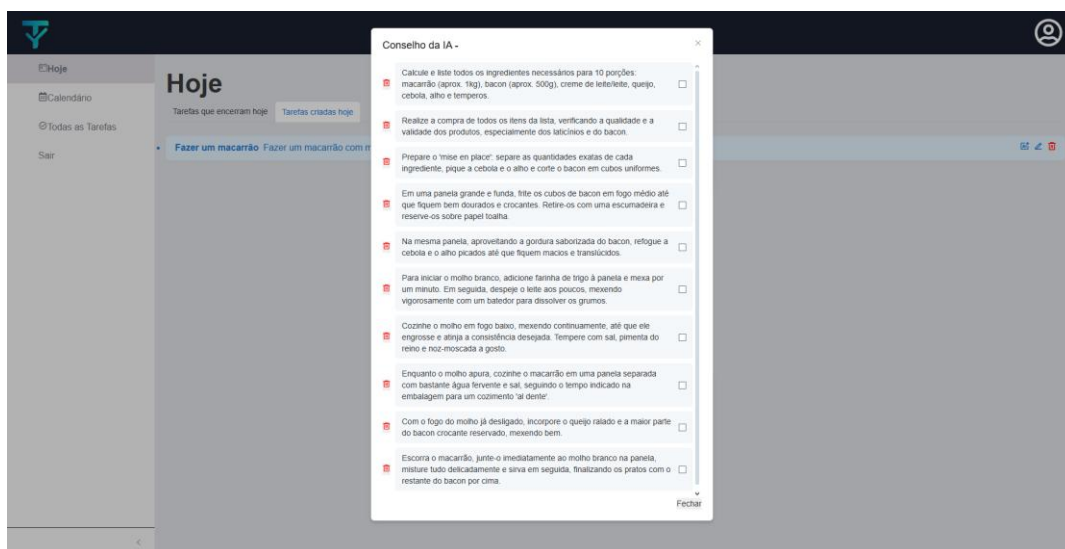 Conselho da IA -
Hoje
Calendário
Todas as Tarefas
Sair
Hoje
Tarefas que encerram hoje Tarefas criadas hoje
Fazer um macarrão Fazer um macarrão com
Calcule e liste todos os ingredientes necessários para 10 porções:
macarrão (aprox. 1kg), bacon (aprox. 500g), creme de leite/leite, queijo,
cebola, alho e temperos.
Realize a compra de todos os itens da lista, verificando a qualidade e a
validade dos produtos, especialmente dos laticínios e do bacon.
Prepare o 'mise en place': separe as quantidades exatas de cada
ingrediente, pique a cebola e o alho e corte o bacon em cubos uniformes.
Em uma panela grande e funda, frite os cubos de bacon em fogo médio até
que fiquem bem dourados e crocantes. Retire-os com uma escumadeira e
reserve-os sobre papel toalha.
Na mesma panela, aproveitando a gordura saborizada do bacon, refogue a
cebola e o alho picados até que fiquem macios e translúcidos.
Para iniciar o molho branco, adicione farinha de trigo à panela e mexa por
um minuto. Em seguida, despeje o leite aos poucos, mexendo
vigorosamente com um batedor para dissolver os grumos.
Cozinhe o molho em fogo baixo, mexendo continuamente, até que ele
engrosse e atinja a consistência desejada. Tempere com sal, pimenta do
reino e noz-moscada a gosto.
Enquanto o molho apura, cozinhe o macarrão em uma panela separada
com bastante água fervente e sal, seguindo o tempo indicado na
embalagem para um cozimento 'al dente'.
Com o fogo do molho já desligado, incorpore o queijo ralado e a maior parte
do bacon crocante reservado, mexendo bem.
Escorra o macarrão, junte-o imediatamente ao molho branco na panela,
misture tudo delicadamente e sirva em seguida, finalizando os pratos com o
restante do bacon por cima.
Fechar